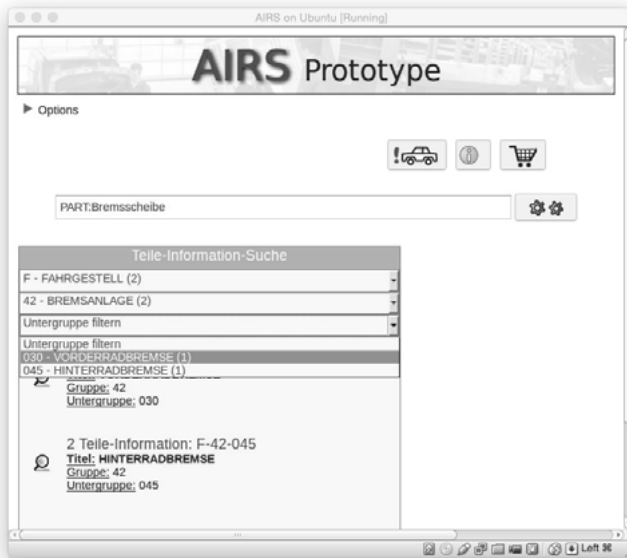 AIRS on Ubuntu [Running]
AIRS Prototype
Options
PART:Bremsscheibe
Teile-Information-Suche
F - FAHRGESTELL (2)
42 - BREMSANLAGE (2)
Untergruppe filtern
Untergruppe filtern
030 - VORDERRADBREMSE (1)
045 - HINTERRADBREMSE (1)
Gruppe: 42
Untergruppe: 030
2 Teile-Information: F-42-045
Titel: HINTERRADBREMSE
Gruppe: 42
Untergruppe: 045
Left ⌘